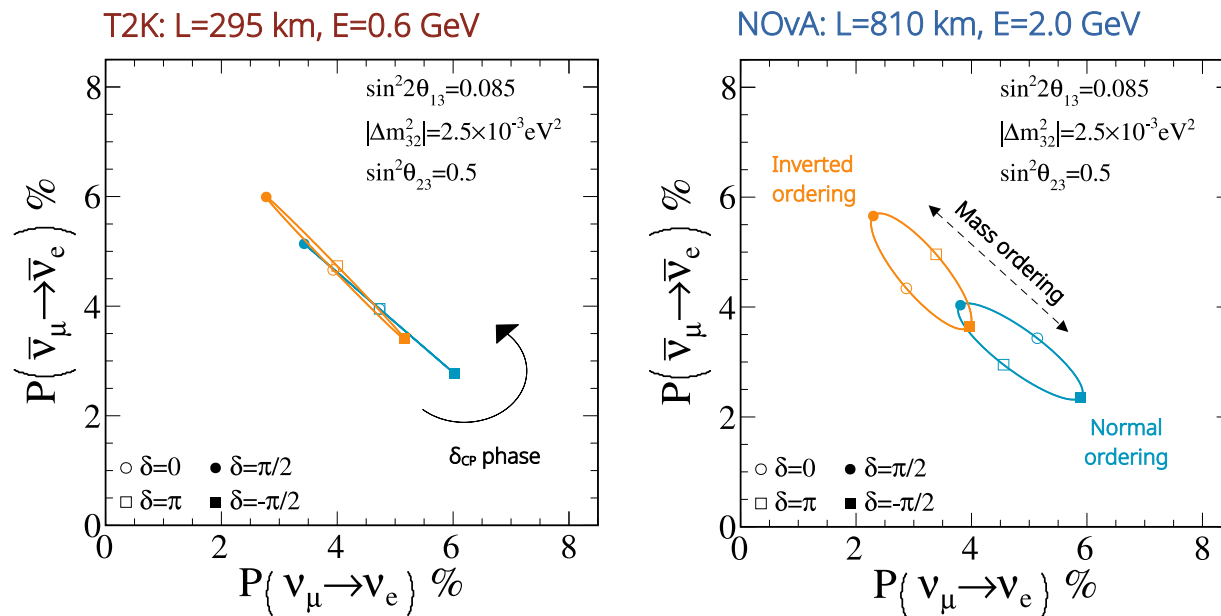 T2K: L=295 km, E=0.6 GeV
sin²2θ₁₃=0.085
|Δm²₃₂|=2.5×10⁻³eV²
sin²θ₂₃=0.5
δCP phase
○ δ=0 ● δ=π/2
□ δ=π ■ δ=-π/2
P(ν̄μ→ν̄e) %
8
6
4
2
0
0 2 4 6 8
P(νμ→νe) %
NOvA: L=810 km, E=2.0 GeV
sin²2θ₁₃=0.085
|Δm²₃₂|=2.5×10⁻³eV²
sin²θ₂₃=0.5
Inverted
ordering
Mass ordering
Normal
ordering
○ δ=0 ● δ=π/2
□ δ=π ■ δ=-π/2
P(ν̄μ→ν̄e) %
8
6
4
2
0
0 2 4 6 8
P(νμ→νe) %